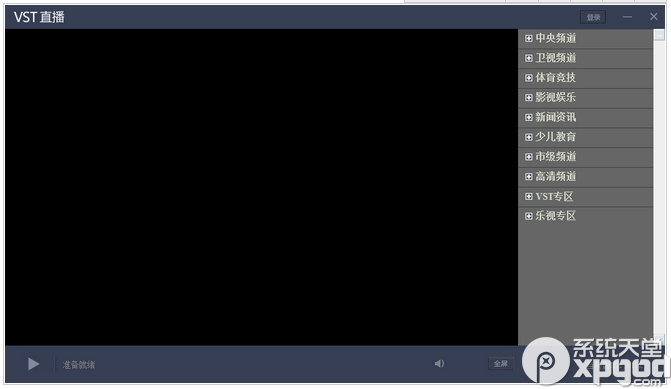 VST 直播
登录
中央频道
卫视频道
体育竞技
影视娱乐
新闻资讯
少儿教育
市级频道
高清频道
VST专区
乐视专区
准备就绪
全屏
系统天堂
xpgod
.com